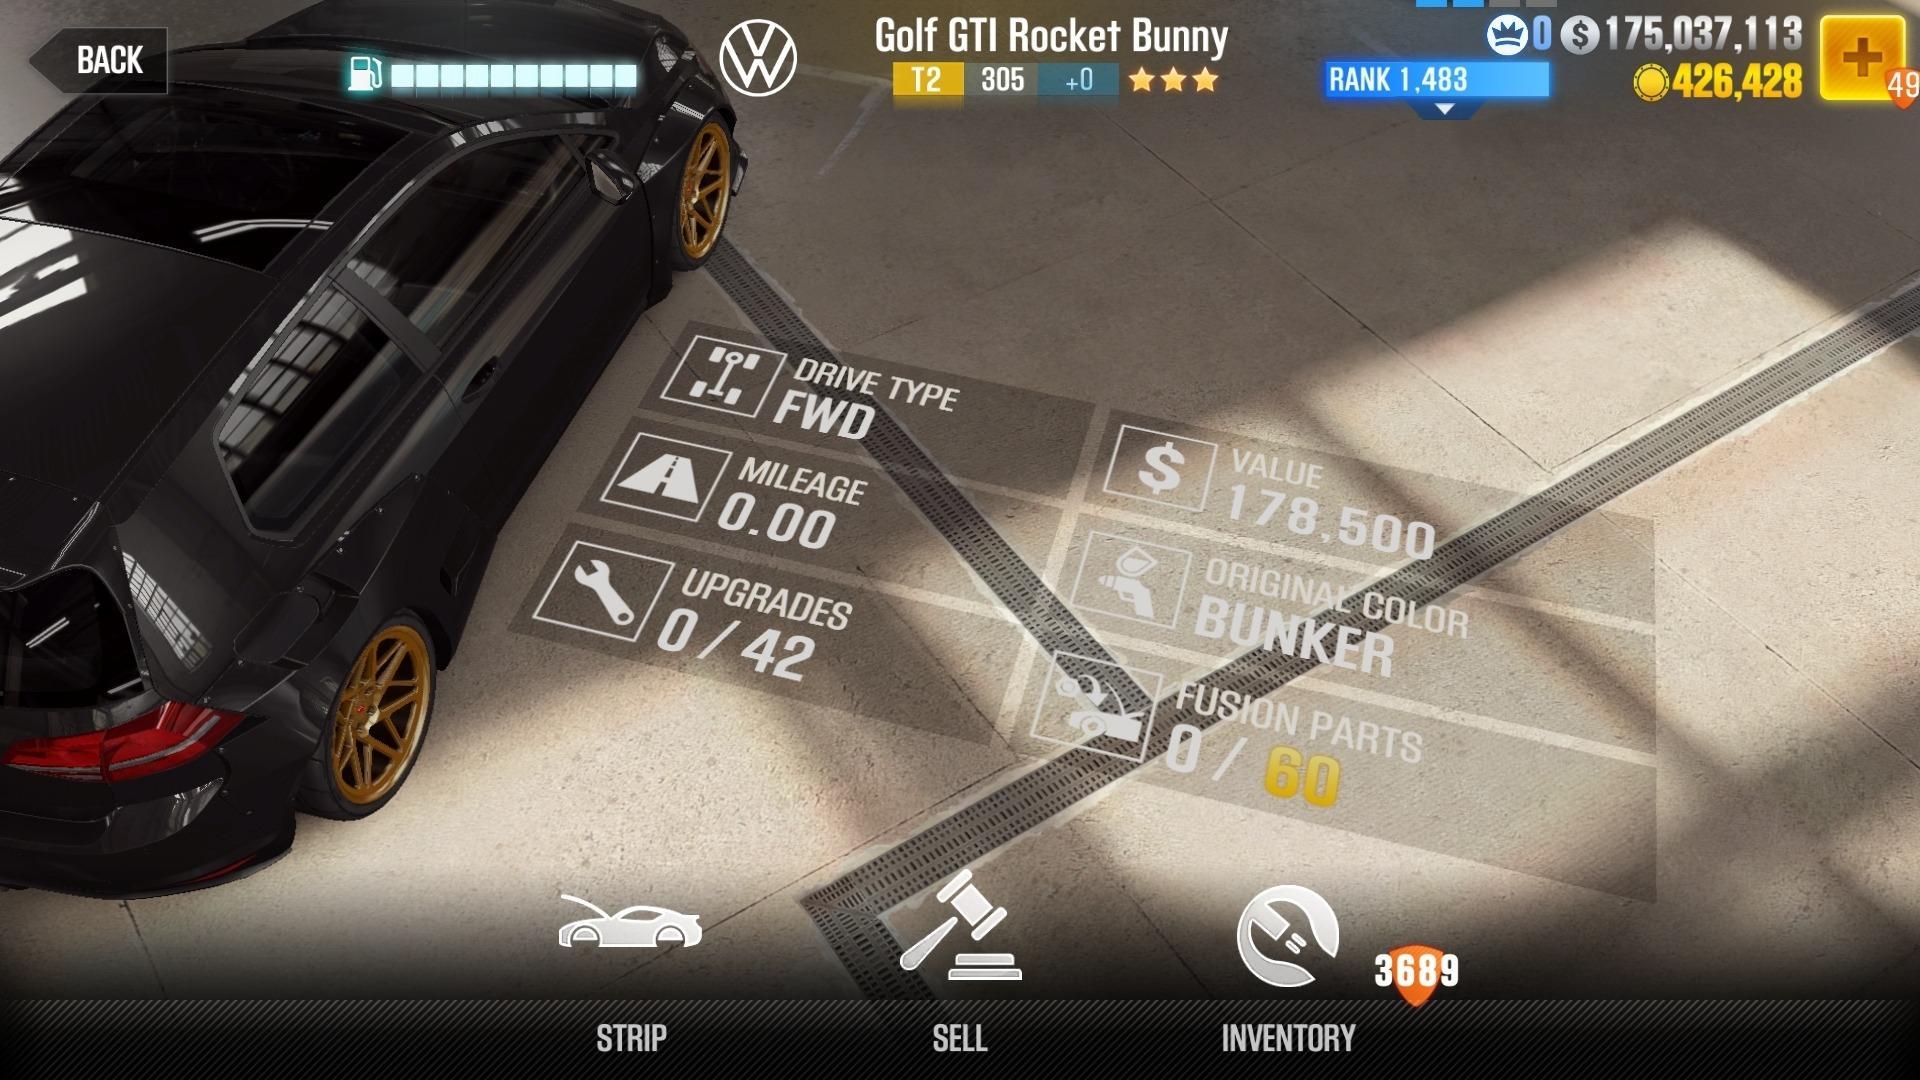 BACK
Golf GTI Rocket Bunny
T2 305 +0
RANK 1,483
0 $ 175,037,113
426,428
49
DRIVE TYPE
FWD
MILEAGE
0.00
UPGRADES
0 / 42
$ VALUE
178,500
ORIGINAL COLOR
BUNKER
FUSION PARTS
0 / 60
3689
STRIP
SELL
INVENTORY